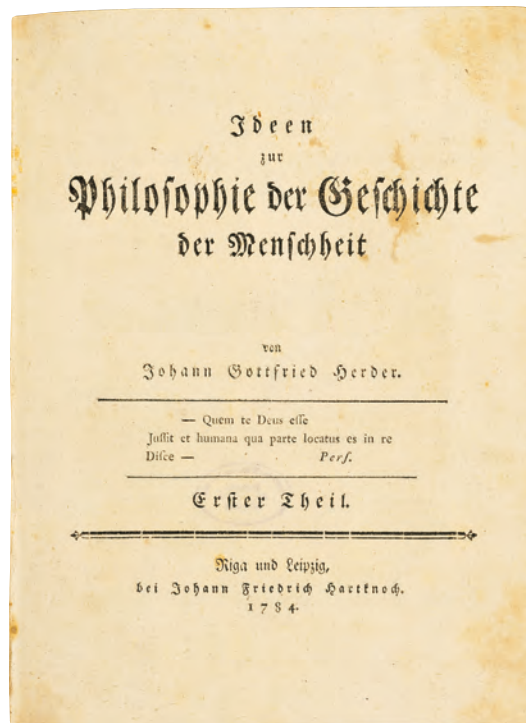 Ideen
zur
Philoſophie der Geſchichte
der Menſchheit
von
Johann Gottfried Herder.
— Quem te Deus eſſe
Juſſit et humana qua parte locatus es in re
Diſce — Perſ.
Erſter Theil.
Riga und Leipzig,
bei Johann Friedrich Hartknoch.
1784.